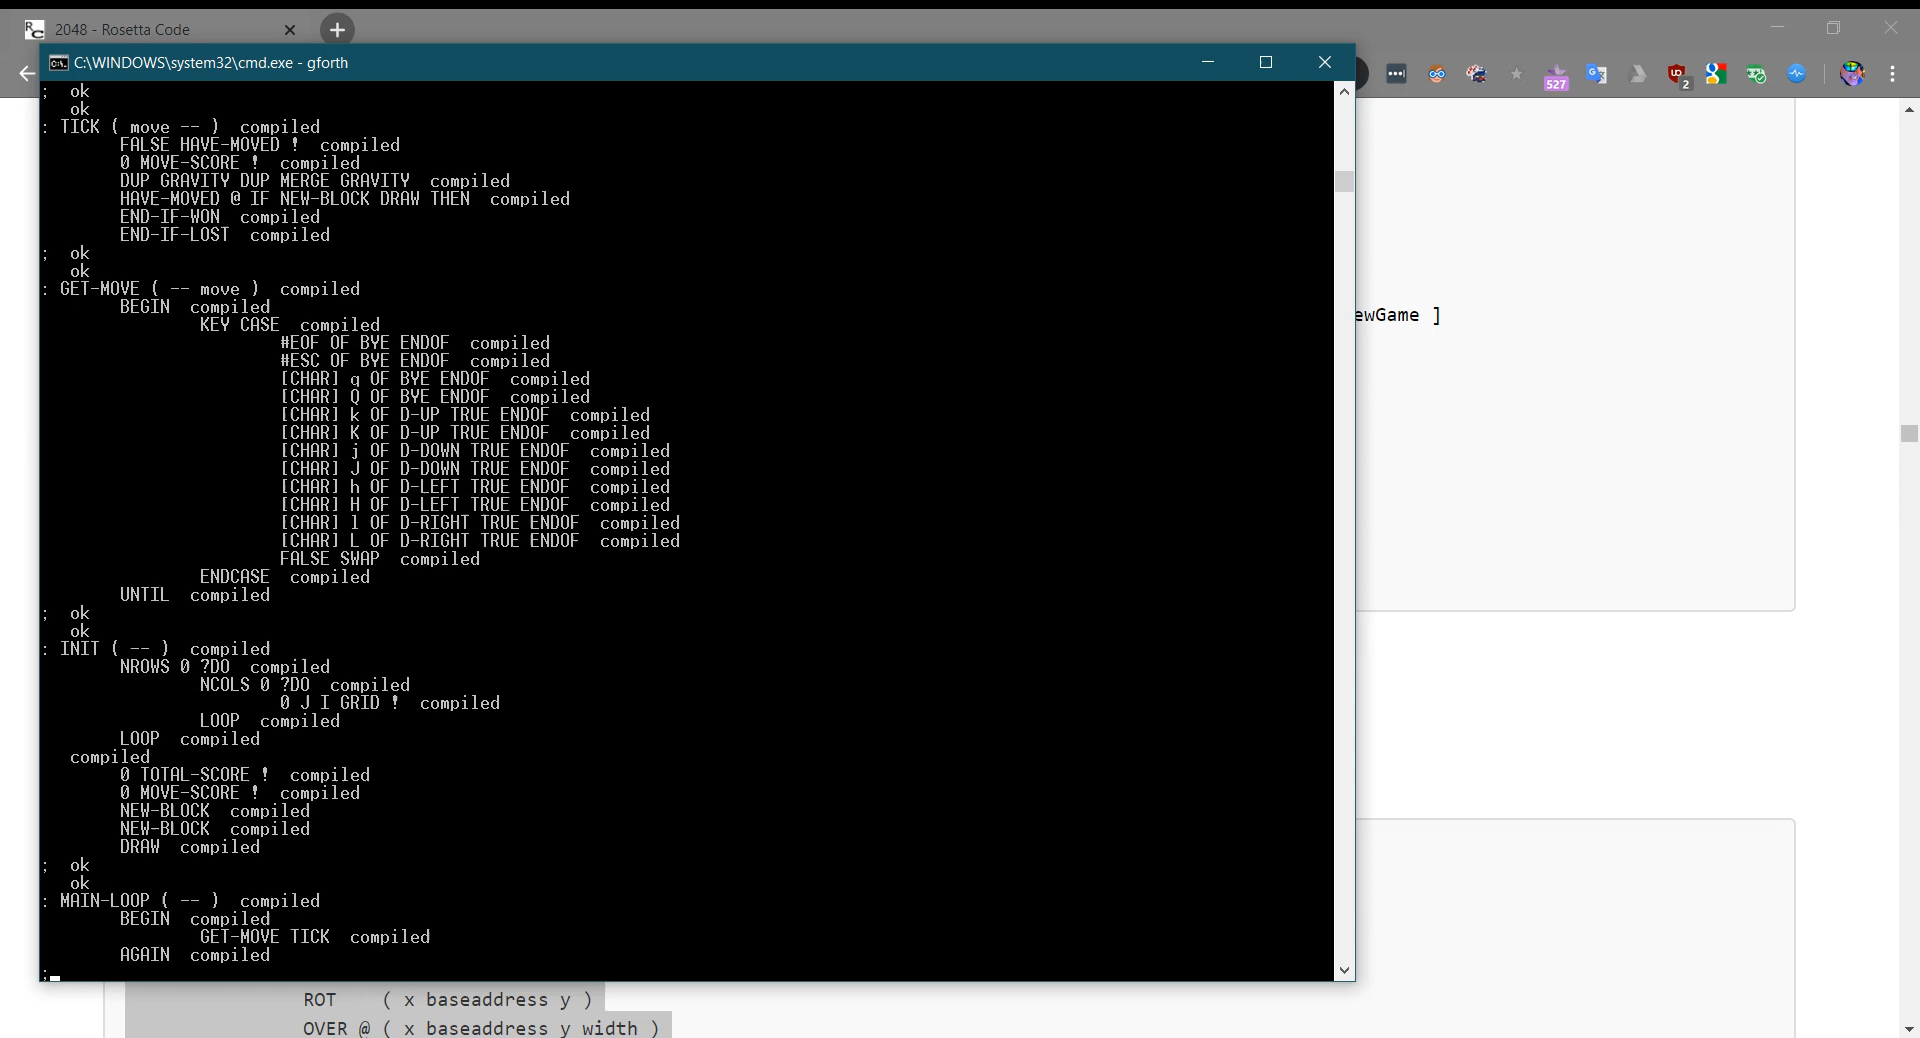 2048 - Rosetta Code
C:\WINDOWS\system32\cmd.exe - gforth
527
2
;  ok
ok
: TICK ( move -- )  compiled
FALSE HAVE-MOVED !  compiled
0 MOVE-SCORE !  compiled
DUP GRAVITY DUP MERGE GRAVITY  compiled
HAVE-MOVED @ IF NEW-BLOCK DRAW THEN  compiled
END-IF-WON  compiled
END-IF-LOST  compiled
;  ok
ok
: GET-MOVE ( -- move )  compiled
BEGIN  compiled
KEY CASE  compiled
#EOF OF BYE ENDOF  compiled
#ESC OF BYE ENDOF  compiled
[CHAR] q OF BYE ENDOF  compiled
[CHAR] Q OF BYE ENDOF  compiled
[CHAR] k OF D-UP TRUE ENDOF  compiled
[CHAR] K OF D-UP TRUE ENDOF  compiled
[CHAR] j OF D-DOWN TRUE ENDOF  compiled
[CHAR] J OF D-DOWN TRUE ENDOF  compiled
[CHAR] h OF D-LEFT TRUE ENDOF  compiled
[CHAR] H OF D-LEFT TRUE ENDOF  compiled
[CHAR] l OF D-RIGHT TRUE ENDOF  compiled
[CHAR] L OF D-RIGHT TRUE ENDOF  compiled
FALSE SWAP  compiled
ENDCASE  compiled
UNTIL  compiled
;  ok
ok
: INIT ( -- )  compiled
NROWS 0 ?DO  compiled
NCOLS 0 ?DO  compiled
0 J I GRID !  compiled
LOOP  compiled
LOOP  compiled
compiled
0 TOTAL-SCORE !  compiled
0 MOVE-SCORE !  compiled
NEW-BLOCK  compiled
NEW-BLOCK  compiled
DRAW  compiled
;  ok
ok
: MAIN-LOOP ( -- )  compiled
BEGIN  compiled
GET-MOVE TICK  compiled
AGAIN  compiled
;
ewGame ]
ROT    ( x baseaddress y )
OVER @ ( x baseaddress y width )